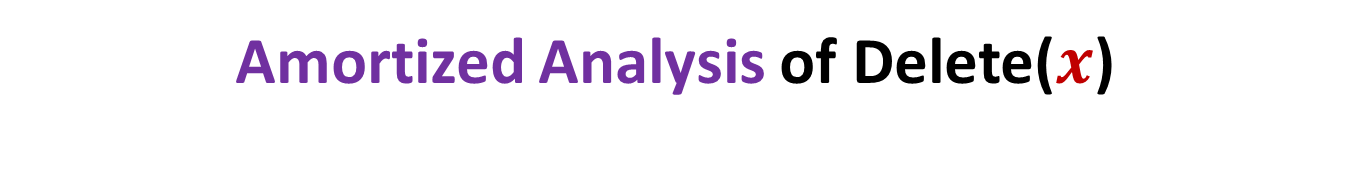 Amortized Analysis of Delete(x)